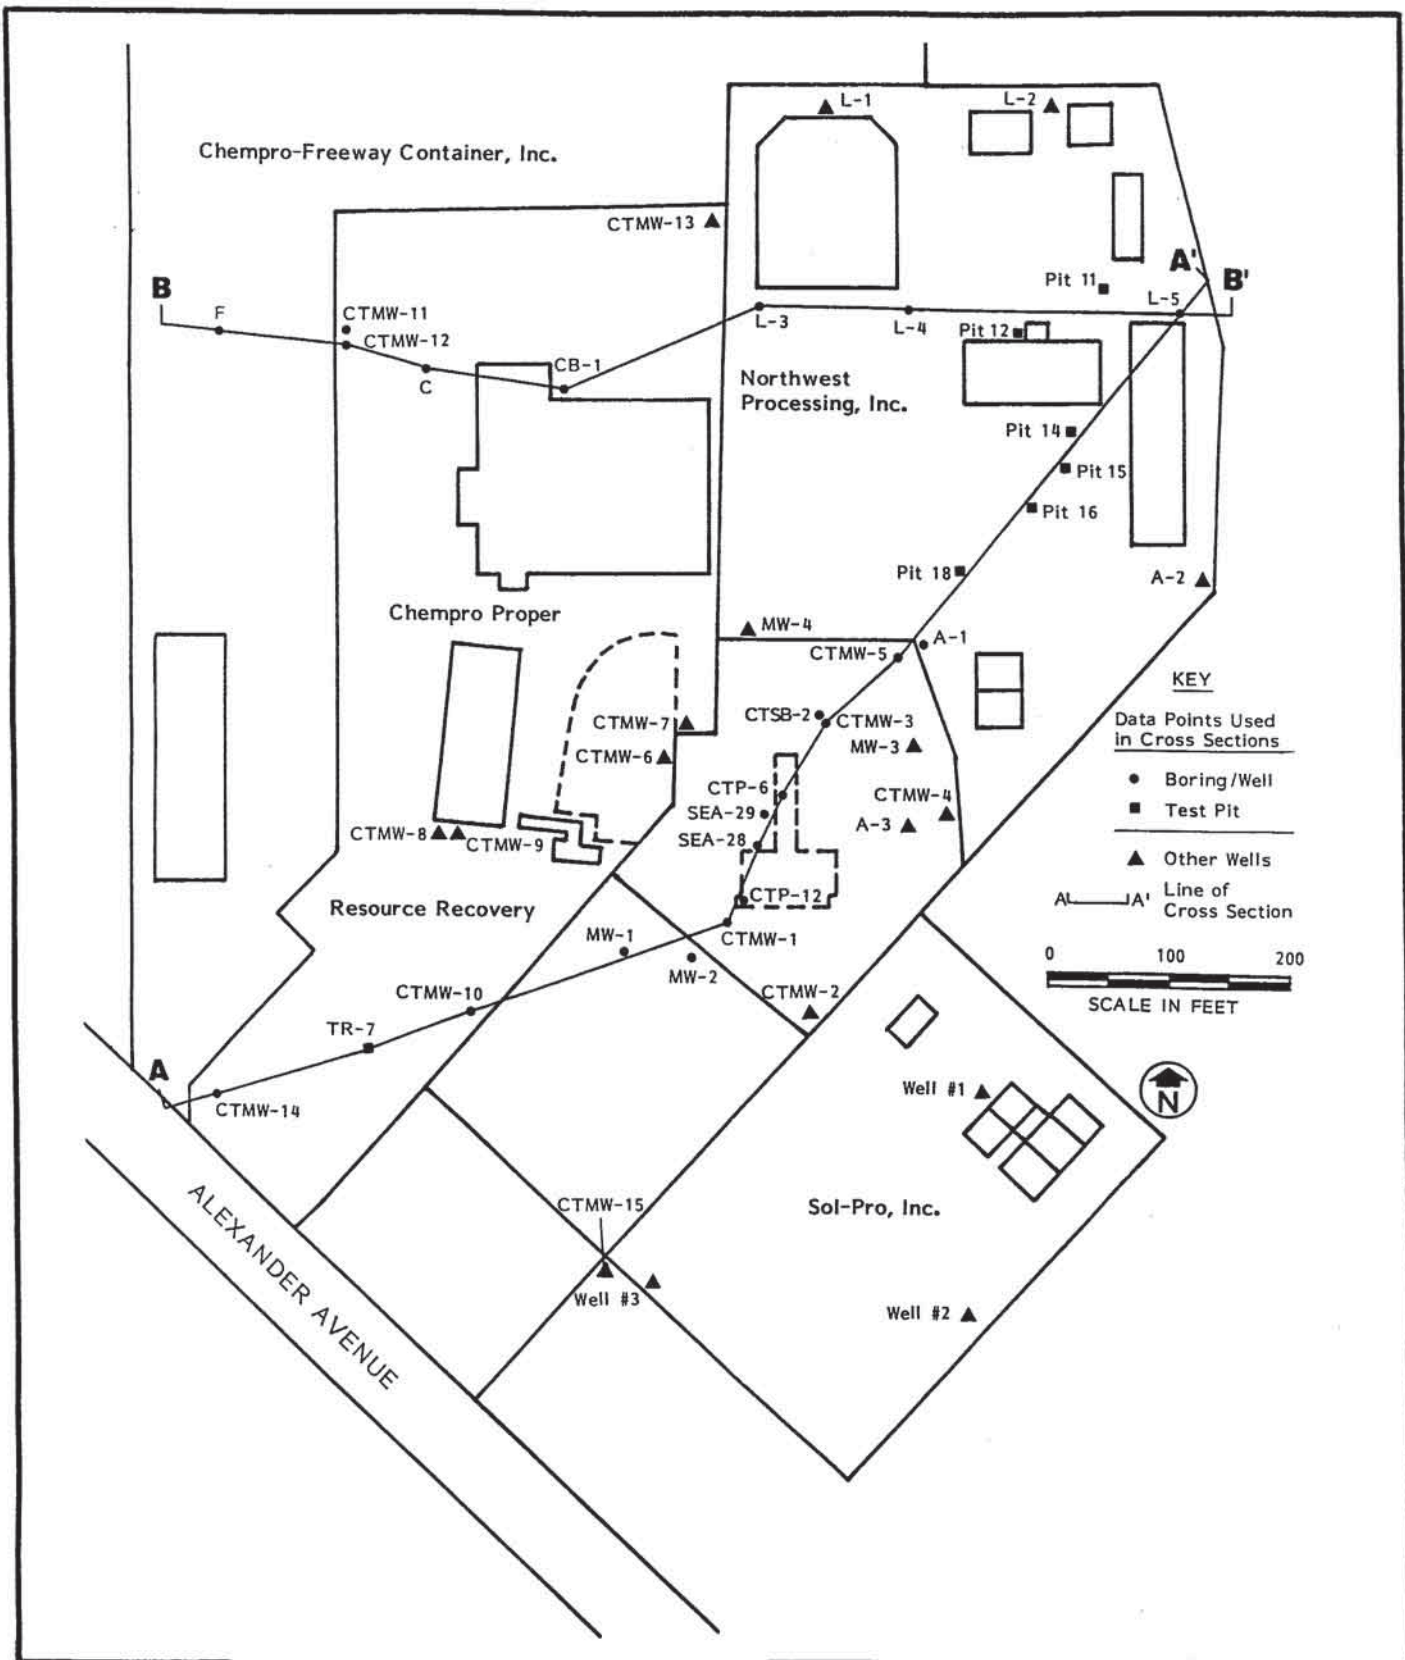 L-1
L-2
Chempro-Freeway Container, Inc.
CTMW-13
A'
B'
Pit 11
B
F
CTMW-11
CTMW-12
L-3
L-4
L-5
Pit 12
C
CB-1
Northwest
Processing, Inc.
Pit 14
Pit 15
Pit 16
Pit 18
A-2
Chempro Proper
MW-4
A-1
CTMW-5
KEY
Data Points Used
in Cross Sections
Boring/Well
Test Pit
Other Wells
A A' Line of
Cross Section
0 100 200
SCALE IN FEET
CTMW-7
CTSB-2
CTMW-3
MW-3
CTMW-6
CTP-6
CTMW-4
SEA-29
A-3
CTMW-8
CTMW-9
SEA-28
CTP-12
Resource Recovery
MW-1
CTMW-1
MW-2
CTMW-10
CTMW-2
TR-7
A
CTMW-14
Well #1
N
CTMW-15
Sol-Pro, Inc.
Well #3
Well #2
ALEXANDER AVENUE